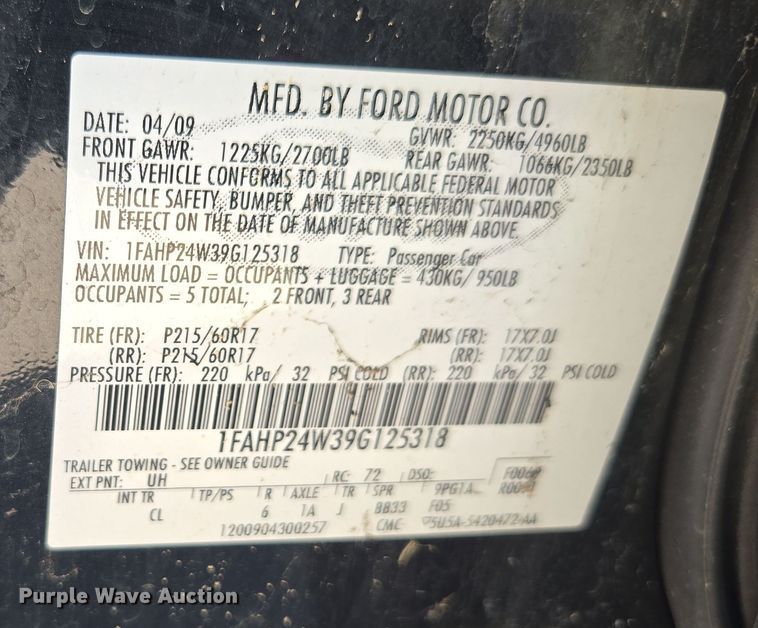 MFD. BY FORD MOTOR CO.
DATE: 04/09 GVWR: 2250KG/4960LB
FRONT GAWR: 1225KG/2700LB REAR GAWR: 1066KG/2350LB
THIS VEHICLE CONFORMS TO ALL APPLICABLE FEDERAL MOTOR
VEHICLE SAFETY, BUMPER, AND THEFT PREVENTION STANDARDS
IN EFFECT ON THE DATE OF MANUFACTURE SHOWN ABOVE.
VIN: 1FAHP24W39G125318 TYPE: Passenger Car
MAXIMUM LOAD = OCCUPANTS + LUGGAGE = 430KG/ 950LB
OCCUPANTS = 5 TOTAL; 2 FRONT, 3 REAR
TIRE (FR): P215/60R17 RIMS (FR): 17X7.0J
(RR): P215/60R17 (RR): 17X7.0J
PRESSURE (FR): 220 kPa/ 32 PSI COLD (RR): 220 kPa/ 32 PSI COLD
1FAHP24W39G125318
TRAILER TOWING - SEE OWNER GUIDE
EXT PNT: UH RC: 72 DSO:
INT TR TP/PS R AXLE TR SPR 9PG1A
CL 6 1A J BB33 F05
1200904300257 CMC
Purple Wave Auction